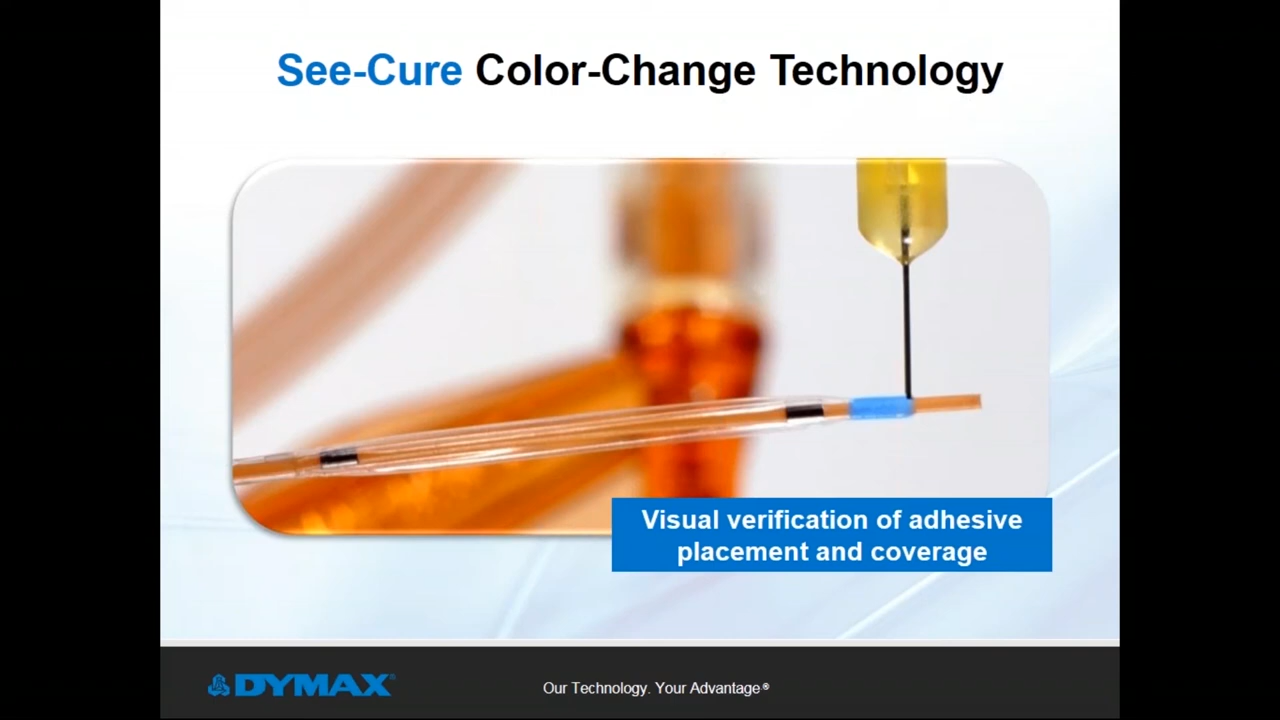 See-Cure Color-Change Technology
Visual verification of adhesive
placement and coverage
DYMAX®
Our Technology. Your Advantage®